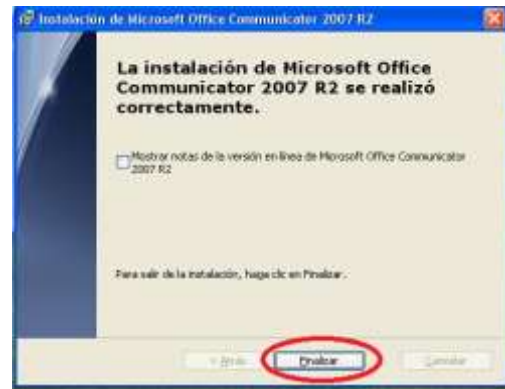 Instalación de Microsoft Office Communicator 2007 R2
La instalación de Microsoft Office
Communicator 2007 R2 se realizó
correctamente.
Mostrar notas de la versión en línea de Microsoft Office Communicator
2007 R2
Para salir de la instalación, haga clic en Finalizar.
< Atrás
Finalizar
Cancelar